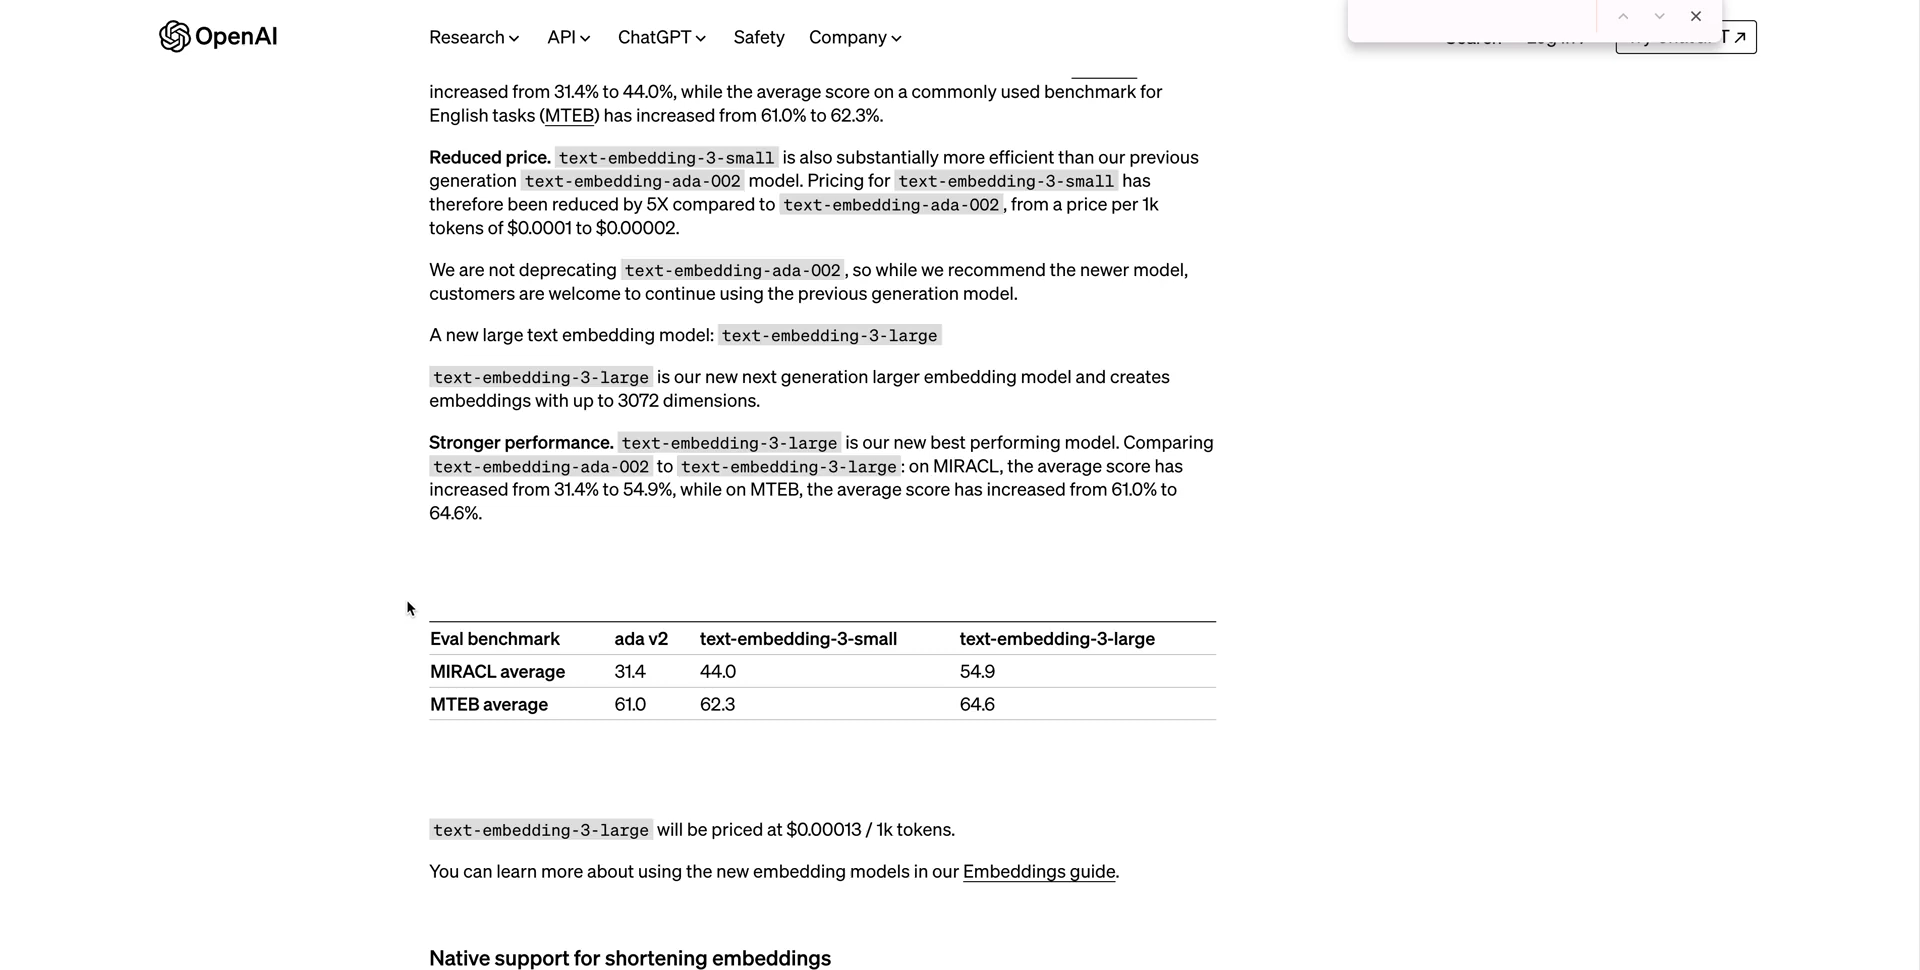 OpenAI
Research
API
ChatGPT
Safety
Company
increased from 31.4% to 44.0%, while the average score on a commonly used benchmark for
English tasks (MTEB) has increased from 61.0% to 62.3%.
Reduced price. text-embedding-3-small is also substantially more efficient than our previous
generation text-embedding-ada-002 model. Pricing for text-embedding-3-small has
therefore been reduced by 5X compared to text-embedding-ada-002, from a price per 1k
tokens of $0.0001 to $0.00002.
We are not deprecating text-embedding-ada-002, so while we recommend the newer model,
customers are welcome to continue using the previous generation model.
A new large text embedding model: text-embedding-3-large
text-embedding-3-large is our new next generation larger embedding model and creates
embeddings with up to 3072 dimensions.
Stronger performance. text-embedding-3-large is our new best performing model. Comparing
text-embedding-ada-002 to text-embedding-3-large: on MIRACL, the average score has
increased from 31.4% to 54.9%, while on MTEB, the average score has increased from 61.0% to
64.6%.
Eval benchmark ada v2 text-embedding-3-small text-embedding-3-large
MIRACL average 31.4 44.0 54.9
MTEB average 61.0 62.3 64.6
text-embedding-3-large will be priced at $0.00013 / 1k tokens.
You can learn more about using the new embedding models in our Embeddings guide.
Native support for shortening embeddings